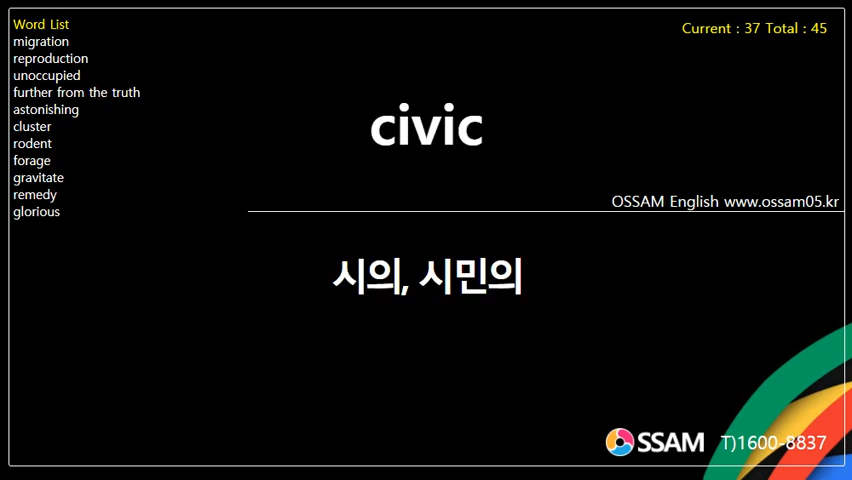 Word List
migration
reproduction
unoccupied
further from the truth
astonishing
cluster
rodent
forage
gravitate
remedy
glorious
Current : 37 Total : 45
civic
OSSAM English www.ossam05.kr
시의, 시민의
OSSAM T)1600-8837